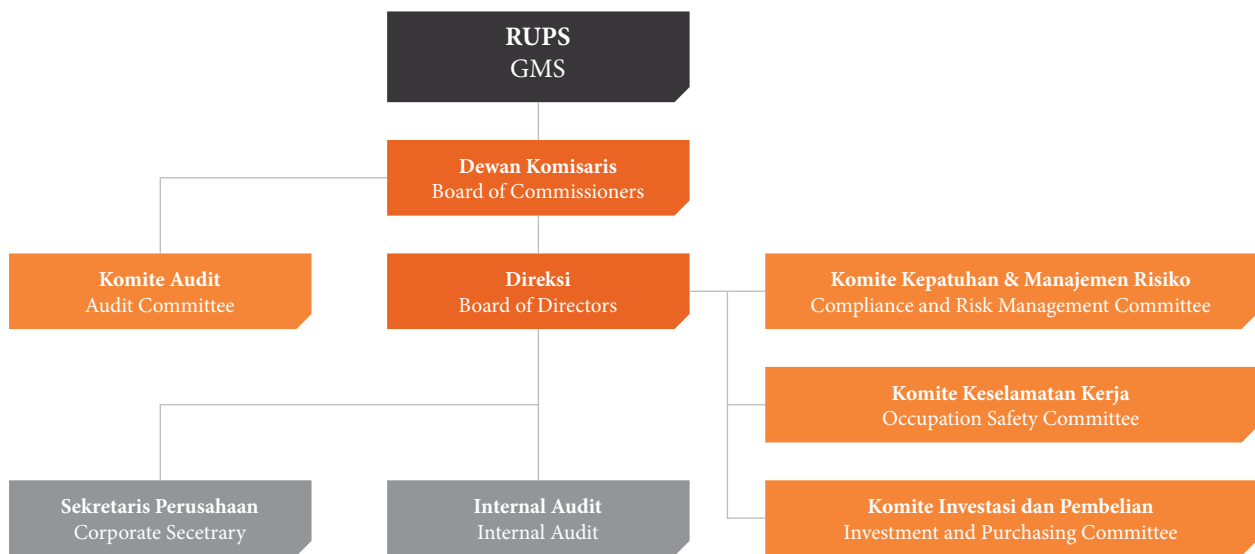 RUPS
GMS
Dewan Komisaris
Board of Commissioners
Komite Audit
Audit Committee
Direksi
Board of Directors
Komite Kepatuhan & Manajemen Risiko
Compliance and Risk Management Committee
Komite Keselamatan Kerja
Occupation Safety Committee
Sekretaris Perusahaan
Corporate Secetrary
Internal Audit
Internal Audit
Komite Investasi dan Pembelian
Investment and Purchasing Committee